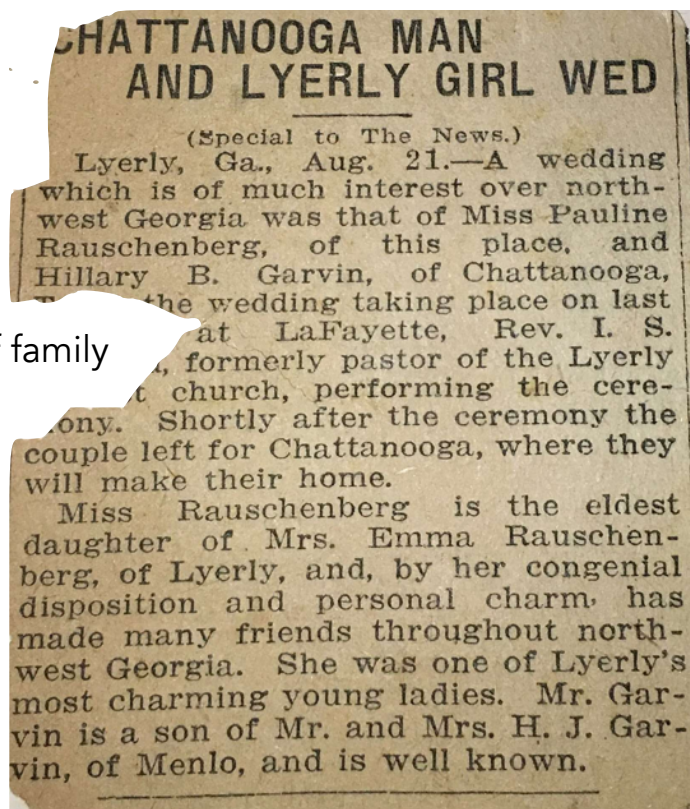 CHATTANOOGA MAN
AND LYERLY GIRL WED
(Special to The News.)
Lyerly, Ga., Aug. 21.—A wedding
which is of much interest over north-
west Georgia was that of Miss Pauline
Rauschenberg, of this place, and
Hillary B. Garvin, of Chattanooga,
the wedding taking place on last
at LaFayette, Rev. I. S.
formerly pastor of the Lyerly
church, performing the cere-
mony. Shortly after the ceremony the
couple left for Chattanooga, where they
will make their home.
Miss Rauschenberg is the eldest
daughter of Mrs. Emma Rauschen-
berg, of Lyerly, and, by her congenial
disposition and personal charm, has
made many friends throughout north-
west Georgia. She was one of Lyerly's
most charming young ladies. Mr. Gar-
vin is a son of Mr. and Mrs. H. J. Gar-
vin, of Menlo, and is well known.
family